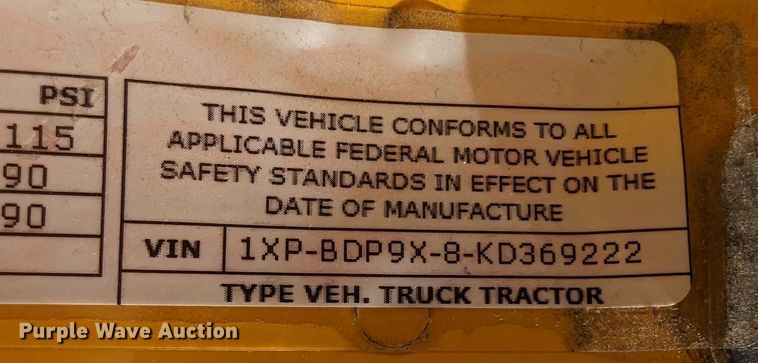 PSI
115
90
90
THIS VEHICLE CONFORMS TO ALL
APPLICABLE FEDERAL MOTOR VEHICLE
SAFETY STANDARDS IN EFFECT ON THE
DATE OF MANUFACTURE
VIN 1XP-BDP9X-8-KD369222
TYPE VEH. TRUCK TRACTOR
Purple Wave Auction